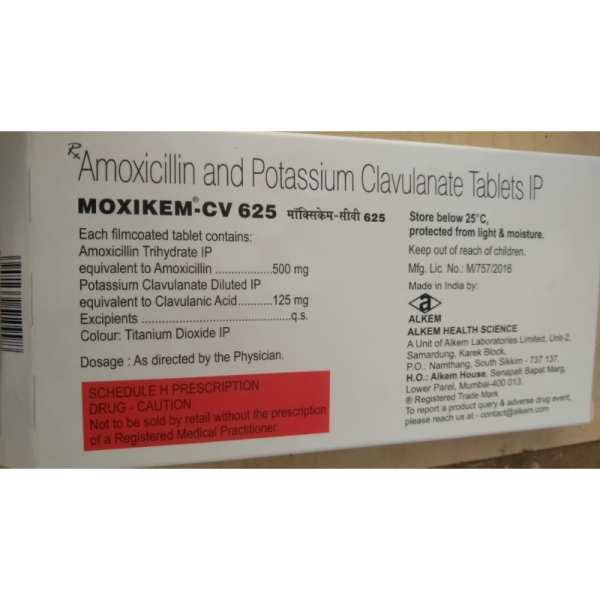 Rx Amoxicillin and Potassium Clavulanate Tablets IP
MOXIKEM®-CV 625 मॉक्सिकेम-सीवी 625
Each filmcoated tablet contains:
Amoxicillin Trihydrate IP
equivalent to Amoxicillin ..................500 mg
Potassium Clavulanate Diluted IP
equivalent to Clavulanic Acid...........125 mg
Excipients ................................................q.s.
Colour: Titanium Dioxide IP
Dosage : As directed by the Physician.
SCHEDULE H PRESCRIPTION
DRUG - CAUTION
Not to be sold by retail without the prescription
of a Registered Medical Practitioner.
Store below 25°C,
protected from light & moisture.
Keep out of reach of children.
Mfg. Lic. No.: M/757/2016
Made in India by:
a
ALKEM
ALKEM HEALTH SCIENCE
A Unit of Alkem Laboratories Limited, Unit-2,
Samardung, Karek Block,
P.O.: Namthang, South Sikkim - 737 137.
H.O.: Alkem House, Senapati Bapat Marg,
Lower Parel, Mumbai-400 013.
® Registered Trade Mark
To report a product query & adverse drug event,
please reach us at - contact@alkem.com